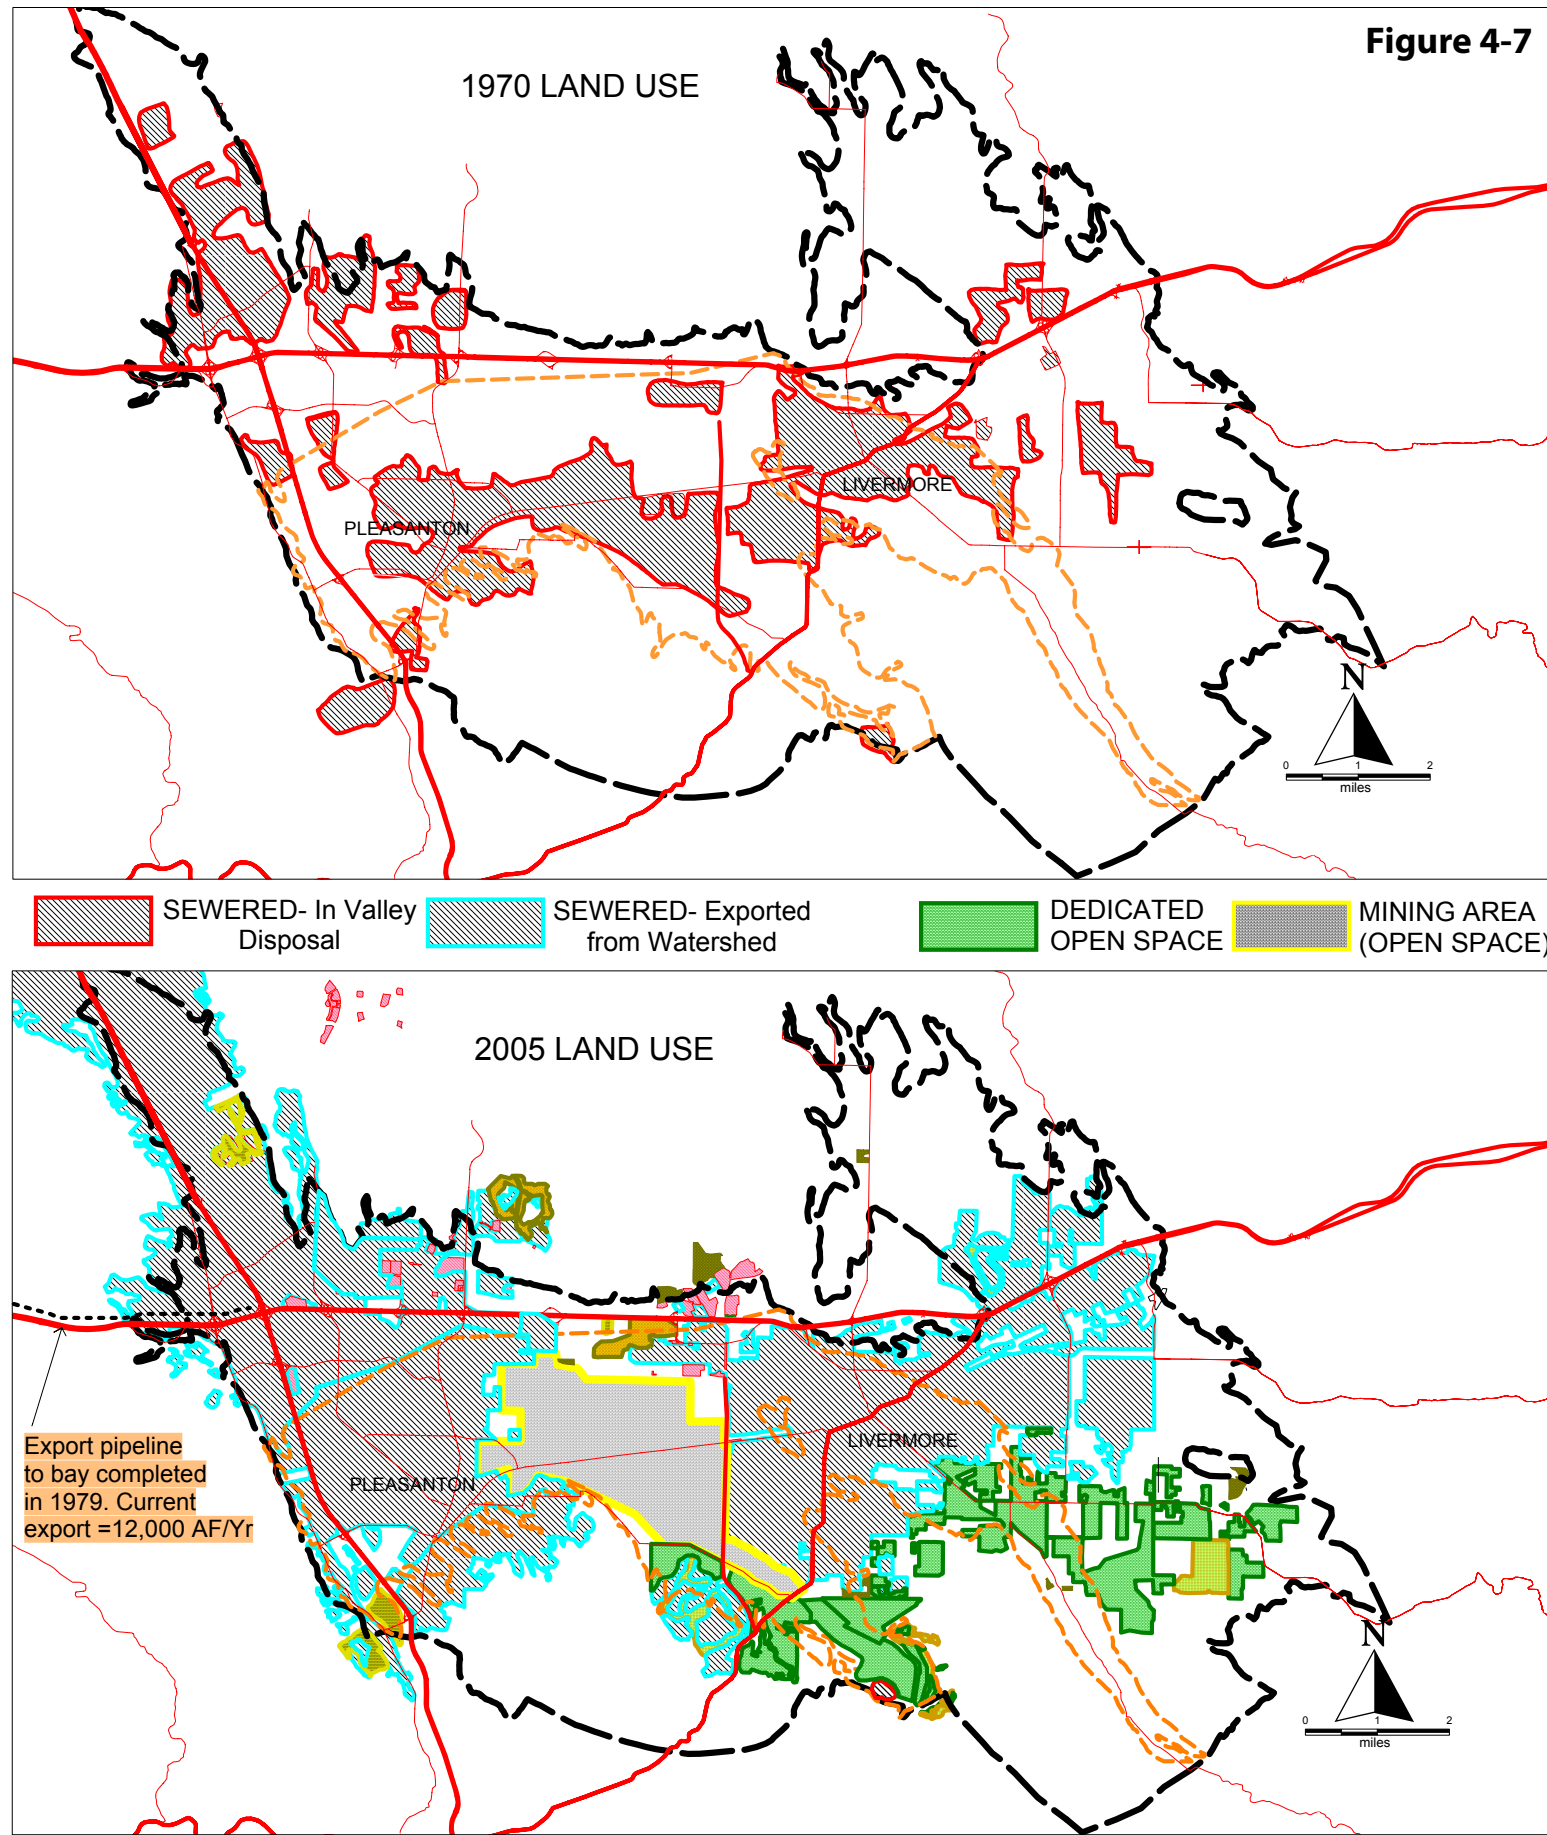 Figure 4-7
1970 LAND USE
LIVERMORE
PLEASANTON
N
0 1 2
miles
SEWERED- In Valley
Disposal
SEWERED- Exported
from Watershed
DEDICATED
OPEN SPACE
MINING AREA
(OPEN SPACE)
2005 LAND USE
Export pipeline
to bay completed
in 1979. Current
export =12,000 AF/Yr
LIVERMORE
PLEASANTON
N
0 1 2
miles